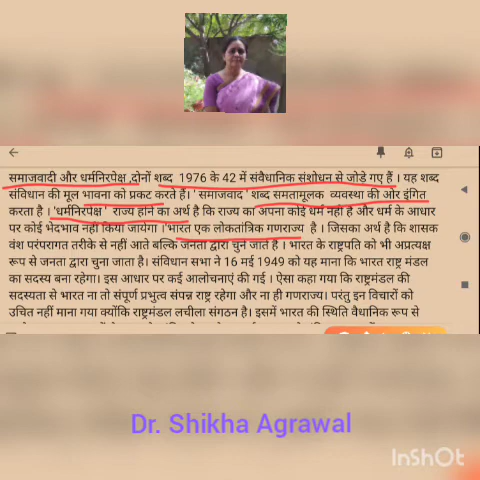 समाजवादी और धर्मनिरपेक्ष ,दोनों शब्द 1976 के 42 में संवैधानिक संशोधन से जोड़े गए हैं । यह शब्द
संविधान की मूल भावना को प्रकट करते हैं। ' समाजवाद ' शब्द समतामूलक व्यवस्था की ओर इंगित
करता है । 'धर्मनिरपेक्ष ' राज्य होने का अर्थ है कि राज्य का अपना कोई धर्म नहीं है और धर्म के आधार
पर कोई भेदभाव नहीं किया जायेगा ।भारत एक लोकतांत्रिक गणराज्य है । जिसका अर्थ है कि शासक
वंश परंपरागत तरीके से नहीं आते बल्कि जनता द्वारा चुने जाते है । भारत के राष्ट्रपति को भी अप्रत्यक्ष
रूप से जनता द्वारा चुना जाता है। संविधान सभा ने 16 मई 1949 को यह माना कि भारत राष्ट्र मंडल
का सदस्य बना रहेगा। इस आधार पर कई आलोचनाएं की गई । ऐसा कहा गया कि राष्ट्रमंडल की
सदस्यता से भारत ना तो संपूर्ण प्रभुत्व संपन्न राष्ट्र रहेगा और ना ही गणराज्य। परंतु इन विचारों को
उचित नहीं माना गया क्योंकि राष्ट्रमंडल लचीला संगठन है। इसमें भारत की स्थिति वैधानिक रूप से
Dr. Shikha Agrawal
InShOt